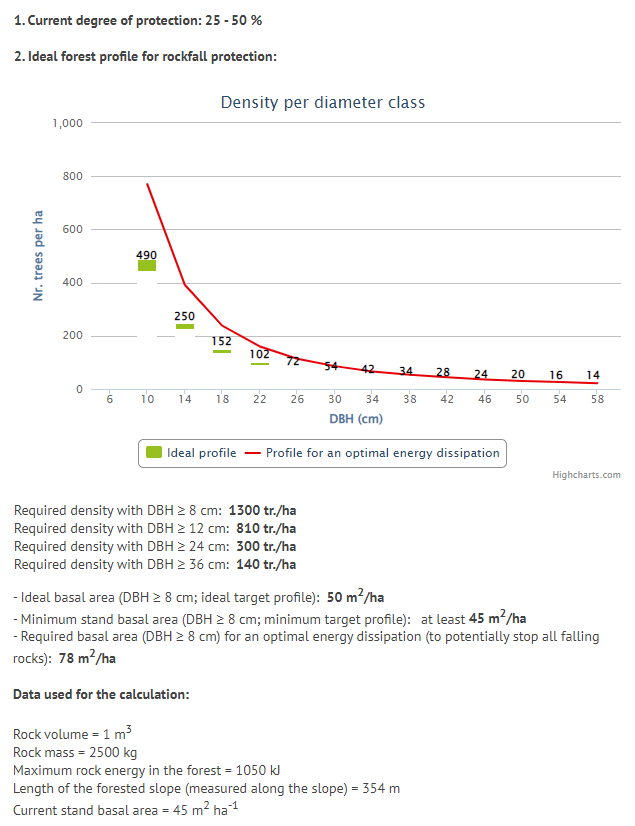 1. Current degree of protection: 25 - 50 %
2. Ideal forest profile for rockfall protection:
Density per diameter class
Nr. trees per ha
1,000
800
600
400
200
0
490
250
152
102
72
54
42
34
28
24
20
16
14
6 10 14 18 22 26 30 34 38 42 46 50 54 58
DBH (cm)
Ideal profile Profile for an optimal energy dissipation
Highcharts.com
Required density with DBH ≥ 8 cm: 1300 tr./ha
Required density with DBH ≥ 12 cm: 810 tr./ha
Required density with DBH ≥ 24 cm: 300 tr./ha
Required density with DBH ≥ 36 cm: 140 tr./ha
- Ideal basal area (DBH ≥ 8 cm; ideal target profile): 50 m²/ha
- Minimum stand basal area (DBH ≥ 8 cm; minimum target profile): at least 45 m²/ha
- Required basal area (DBH ≥ 8 cm) for an optimal energy dissipation (to potentially stop all falling
rocks): 78 m²/ha
Data used for the calculation:
Rock volume = 1 m³
Rock mass = 2500 kg
Maximum rock energy in the forest = 1050 kJ
Length of the forested slope (measured along the slope) = 354 m
Current stand basal area = 45 m² ha⁻¹